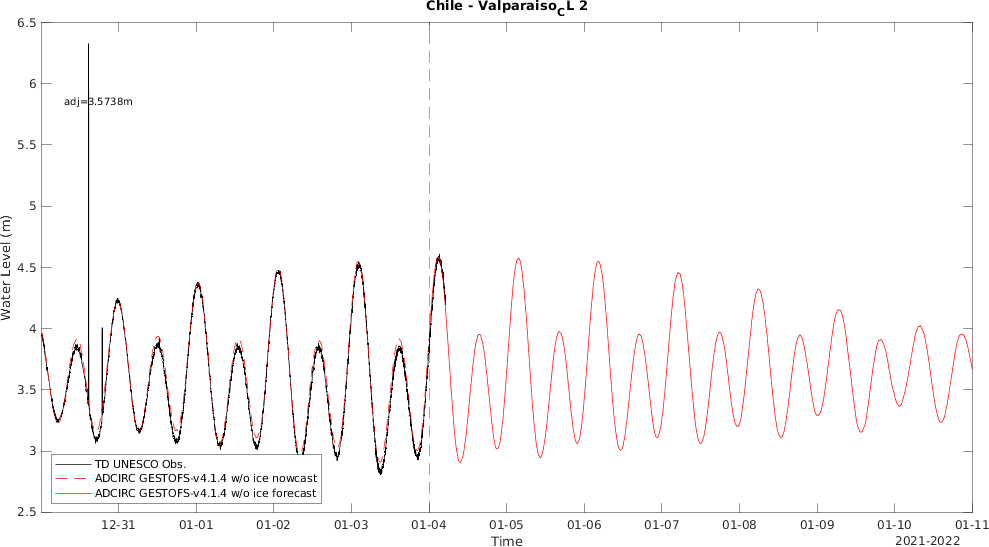 Chile - Valparaiso_CL 2
6.5
6
5.5
5
4.5
4
3.5
3
2.5
Water Level (m)
adj=3.5738m
TD UNESCO Obs.
ADCIRC GESTOFS-v4.1.4 w/o ice nowcast
ADCIRC GESTOFS-v4.1.4 w/o ice forecast
12-31 01-01 01-02 01-03 01-04 01-05 01-06 01-07 01-08 01-09 01-10 01-11
Time
2021-2022